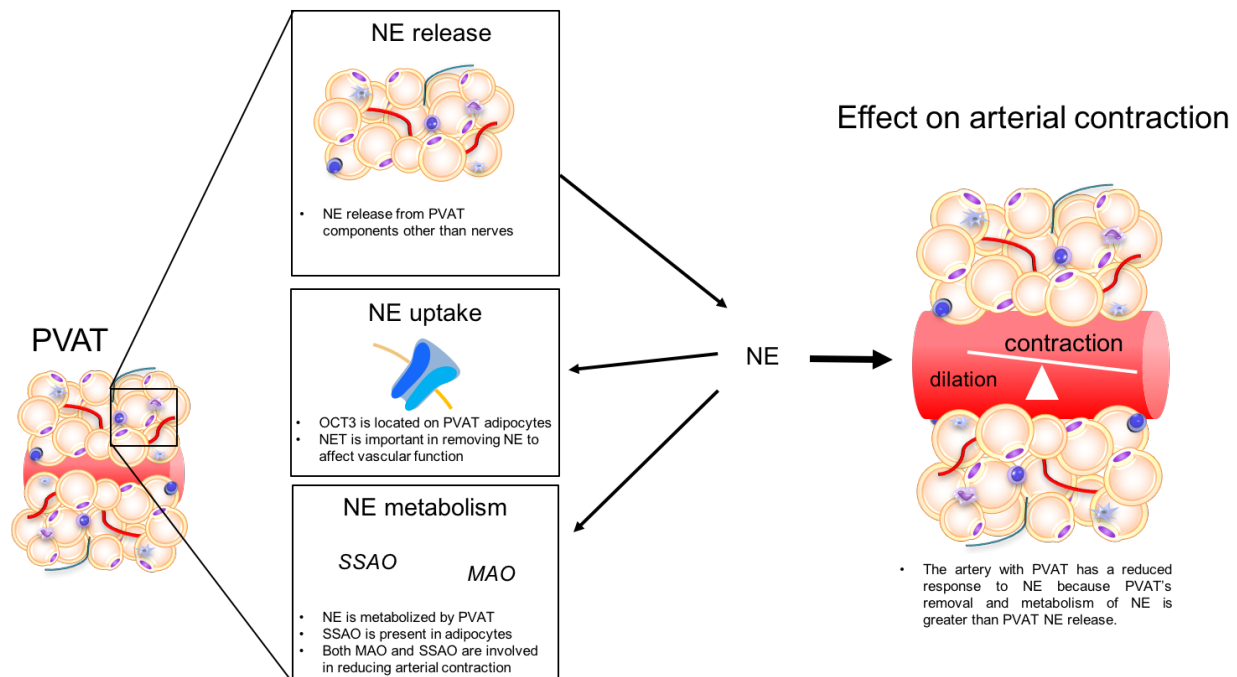 PVAT
NE release
• NE release from PVAT
components other than nerves
NE uptake
• OCT3 is located on PVAT adipocytes
• NET is important in removing NE to
affect vascular function
NE metabolism
SSAO
MAO
• NE is metabolized by PVAT
• SSAO is present in adipocytes
• Both MAO and SSAO are involved
in reducing arterial contraction
NE
Effect on arterial contraction
contraction
dilation
• The artery with PVAT has a reduced
response to NE because PVAT's
removal and metabolism of NE is
greater than PVAT NE release.